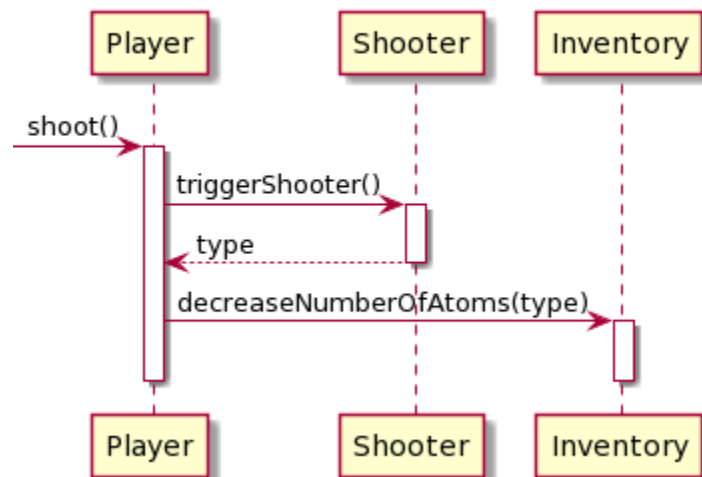 Player Shooter Inventory
shoot()
triggerShooter()
type
decreaseNumberOfAtoms(type)
Player Shooter Inventory